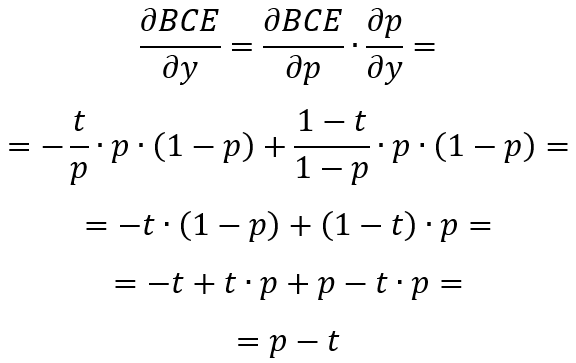 ∂BCE/∂y = ∂BCE/∂p · ∂p/∂y =
= −t/p · p · (1 − p) + (1 − t)/(1 − p) · p · (1 − p) =
= −t · (1 − p) + (1 − t) · p =
= −t + t · p + p − t · p =
= p − t